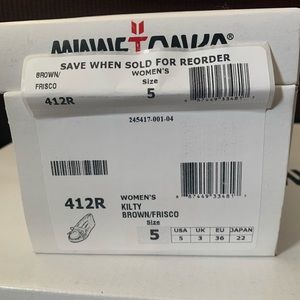 MINNETONKA®
SAVE WHEN SOLD FOR REORDER
BROWN/ WOMEN'S
FRISCO Size
412R 5
245417-001-04
WOMEN'S
412R KILTY
BROWN/FRISCO
Size
5 USA UK EU JAPAN
5 3 36 22